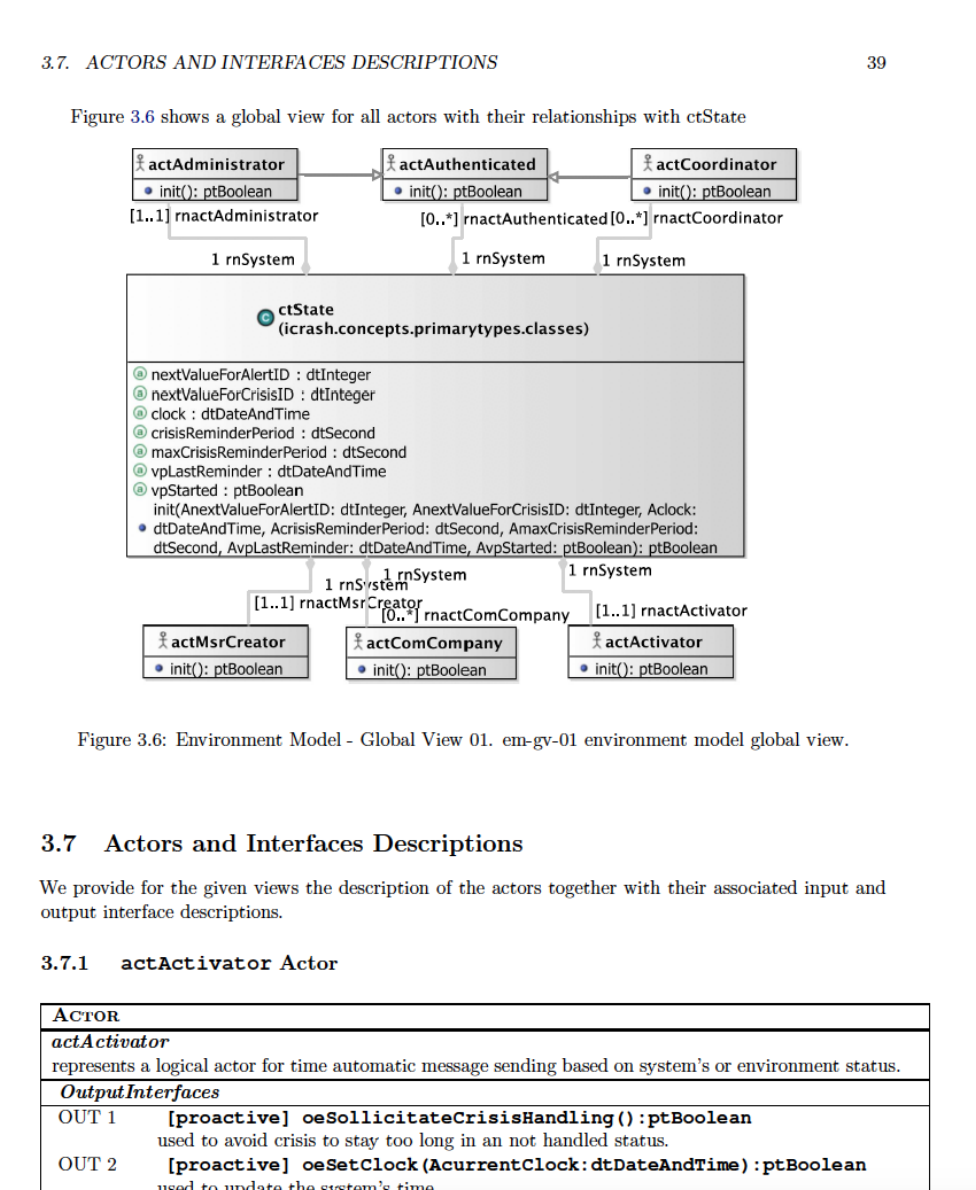 3.7. ACTORS AND INTERFACES DESCRIPTIONS 39
Figure 3.6 shows a global view for all actors with their relationships with ctState
actAdministrator actAuthenticated actCoordinator
init(): ptBoolean init(): ptBoolean init(): ptBoolean
[1..1] rnactAdministrator [0..*] rnactAuthenticated [0..*] rnactCoordinator
1 rnSystem 1 rnSystem 1 rnSystem
ctState
(icrash.concepts.primarytypes.classes)
nextValueForAlertID : dtInteger
nextValueForCrisisID : dtInteger
clock : dtDateAndTime
crisisReminderPeriod : dtSecond
maxCrisisReminderPeriod : dtSecond
vpLastReminder : dtDateAndTime
vpStarted : ptBoolean
init(AnextValueForAlertID: dtInteger, AnextValueForCrisisID: dtInteger, Aclock:
dtDateAndTime, AcrisisReminderPeriod: dtSecond, AmaxCrisisReminderPeriod:
dtSecond, AvpLastReminder: dtDateAndTime, AvpStarted: ptBoolean): ptBoolean
1 rnSystem 1 rnSystem 1 rnSystem
[1..1] rnactMsrCreator [0..*] rnactComCompany [1..1] rnactActivator
actMsrCreator actComCompany actActivator
init(): ptBoolean init(): ptBoolean init(): ptBoolean
Figure 3.6: Environment Model - Global View 01. em-gv-01 environment model global view.
3.7 Actors and Interfaces Descriptions
We provide for the given views the description of the actors together with their associated input and
output interface descriptions.
3.7.1 actActivator Actor
ACTOR
actActivator
represents a logical actor for time automatic message sending based on system's or environment status.
OutputInterfaces
OUT 1 [proactive] oeSollicitateCrisisHandling():ptBoolean
used to avoid crisis to stay too long in an not handled status.
OUT 2 [proactive] oeSetClock(AcurrentClock:dtDateAndTime):ptBoolean
used to update the system's time.